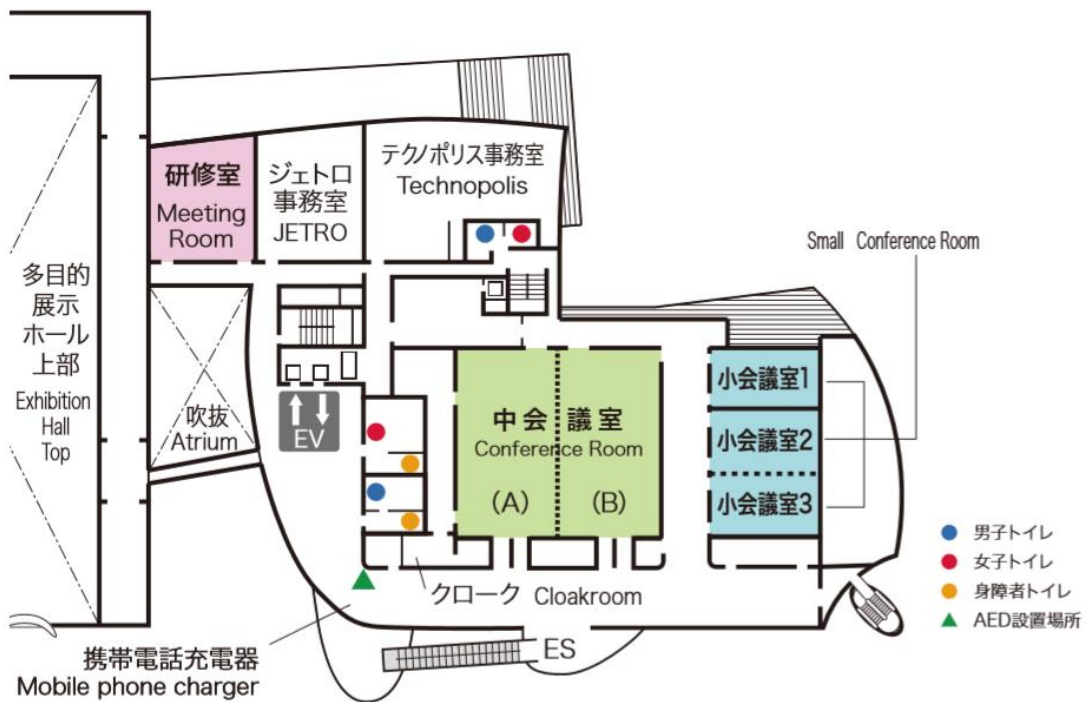 研修室
Meeting
Room
ジェトロ
事務室
JETRO
テクノポリス事務室
Technopolis
Small Conference Room
多目的
展示
ホール
上部
Exhibition
Hall
Top
吹抜
Atrium
EV
中会議室
Conference Room
(A)
(B)
小会議室1
小会議室2
小会議室3
クローク Cloakroom
ES
携帯電話充電器
Mobile phone charger
男子トイレ
女子トイレ
身障者トイレ
AED設置場所